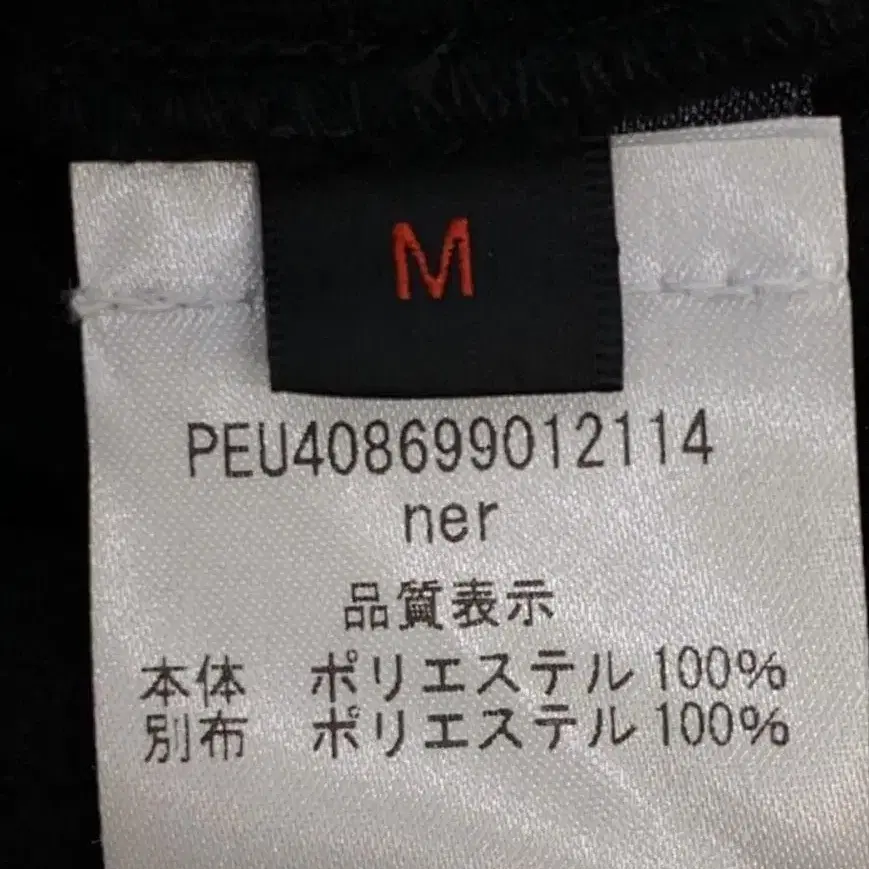 M
PEU408699012114
ner
品質表示
本体 ポリエステル 100%
別布 ポリエステル 100%